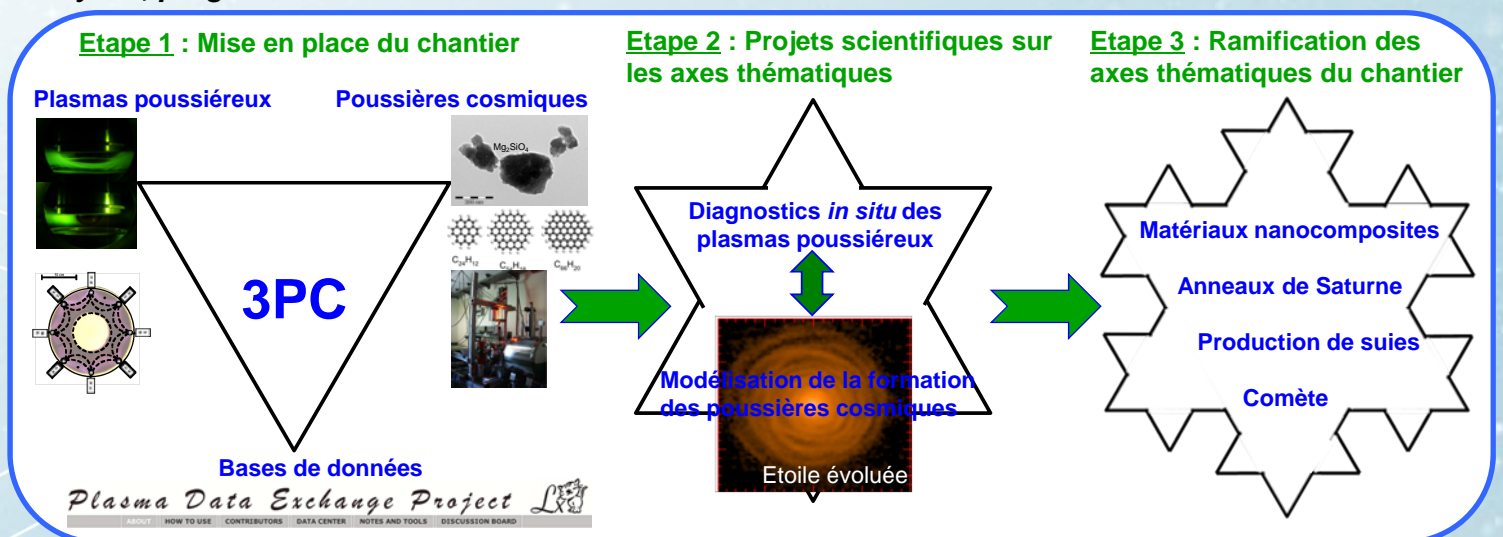 Etape 1 : Mise en place du chantier
Plasmas poussiéreux
Poussières cosmiques
Mg2SiO4
C24H12
C66H20
3PC
Bases de données
Plasma Data Exchange Project
ABOUT HOW TO USE CONTRIBUTORS DATA CENTER NOTES AND TOOLS DISCUSSION BOARD
Etape 2 : Projets scientifiques sur
les axes thématiques
Diagnostics in situ des
plasmas poussiéreux
Modélisation de la formation
des poussières cosmiques
Etoile évoluée
Etape 3 : Ramification des
axes thématiques du chantier
Matériaux nanocomposites
Anneaux de Saturne
Production de suies
Comète